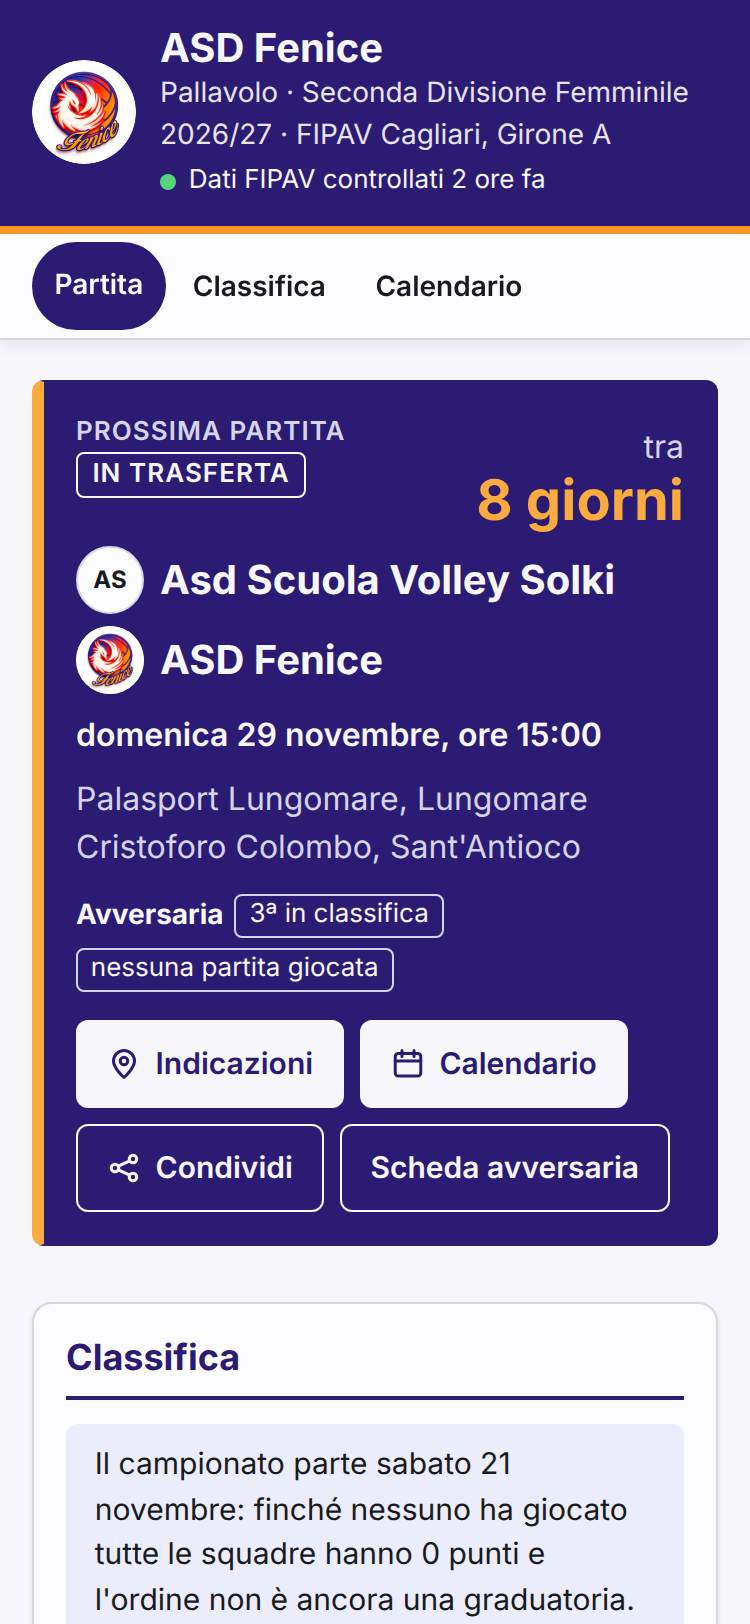 ASD Fenice
Pallavolo · Seconda Divisione Femminile
2026/27 · FIPAV Cagliari, Girone A
Dati FIPAV controllati 2 ore fa
Fenice
Partita
Classifica
Calendario
PROSSIMA PARTITA
IN TRASFERTA
tra
8 giorni
AS
Asd Scuola Volley Solki
Fenice
ASD Fenice
domenica 29 novembre, ore 15:00
Palasport Lungomare, Lungomare
Cristoforo Colombo, Sant'Antioco
Avversaria 3ª in classifica
nessuna partita giocata
Indicazioni
Calendario
Condividi
Scheda avversaria
Classifica
Il campionato parte sabato 21
novembre: finché nessuno ha giocato
tutte le squadre hanno 0 punti e
l'ordine non è ancora una graduatoria.